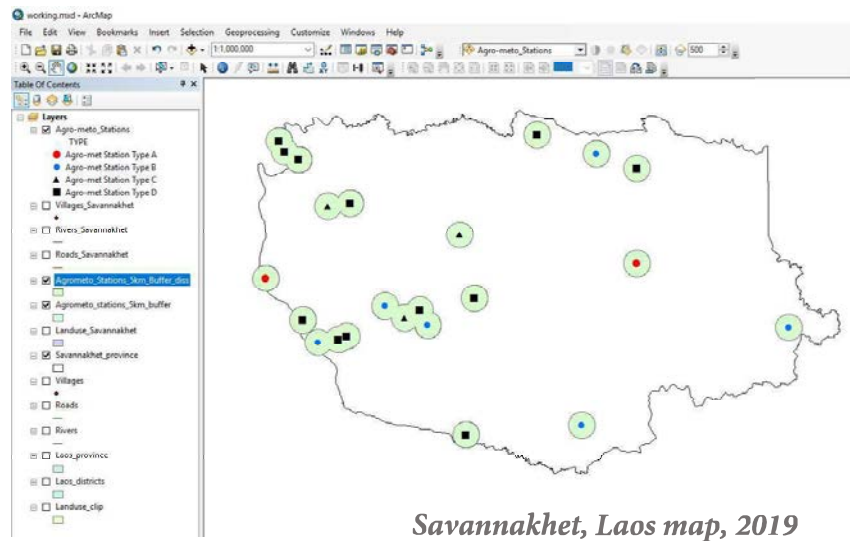 working.mxd - ArcMap
File Edit View Bookmarks Insert Selection Geoprocessing Customize Windows Help
1:1,000,000 Agro-meto_Stations 500
Table Of Contents
Layers
Agro-meto_Stations
TYPE
Agro-met Station Type A
Agro-met Station Type B
Agro-met Station Type C
Agro-met Station Type D
Villages_Savannakhet
Rivers_Savannakhet
Roads_Savannakhet
Agrometo_Stations_5km_Buffer_diss
Agrometo_stations_5km_buffer
Landuse_Savannakhet
Savannakhet_province
Villages
Roads
Rivers
Laos_province
Laos_districts
Landuse_clip
Savannakhet, Laos map, 2019